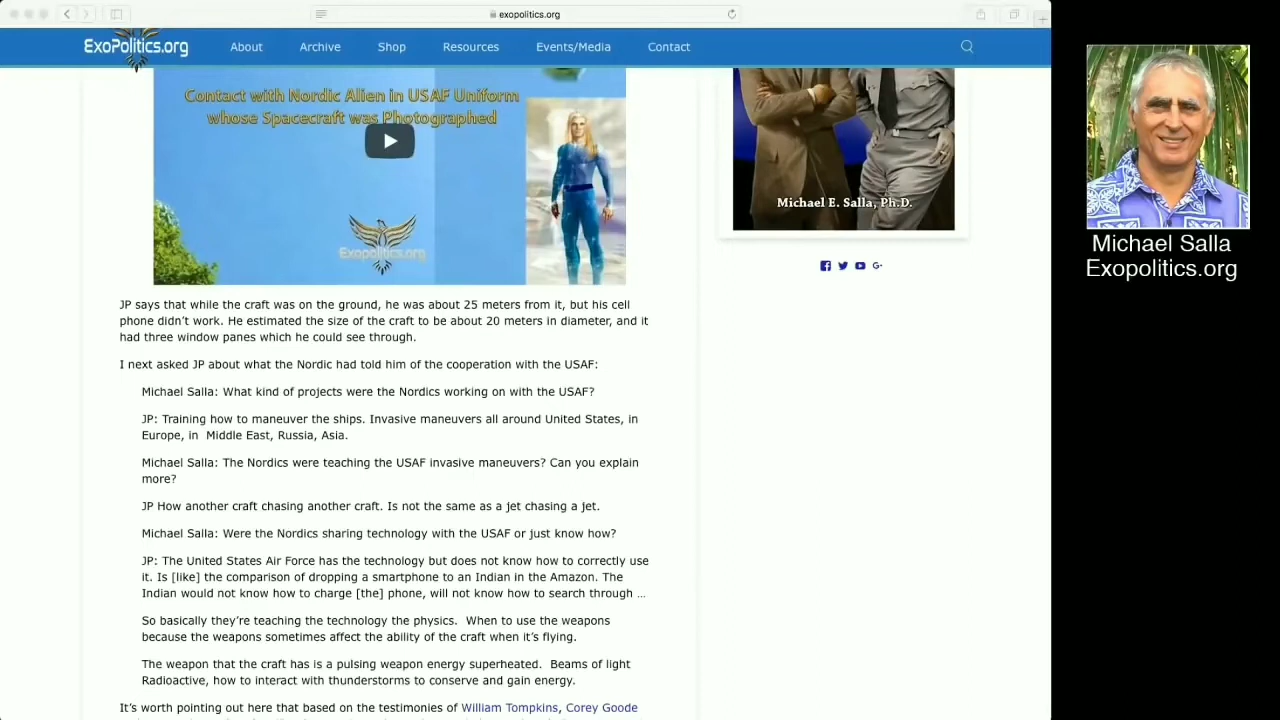 exopolitics.org
ExoPolitics.org
About
Archive
Shop
Resources
Events/Media
Contact
Contact with Nordic Alien in USAF Uniform
whose Spacecraft was Photographed
ExoPolitics.org
Michael E. Salla, Ph.D.
JP says that while the craft was on the ground, he was about 25 meters from it, but his cell
phone didn’t work. He estimated the size of the craft to be about 20 meters in diameter, and it
had three window panes which he could see through.
I next asked JP about what the Nordic had told him of the cooperation with the USAF:
Michael Salla: What kind of projects were the Nordics working on with the USAF?
JP: Training how to maneuver the ships. Invasive maneuvers all around United States, in
Europe, in  Middle East, Russia, Asia.
Michael Salla: The Nordics were teaching the USAF invasive maneuvers? Can you explain
more?
JP How another craft chasing another craft. Is not the same as a jet chasing a jet.
Michael Salla: Were the Nordics sharing technology with the USAF or just know how?
JP: The United States Air Force has the technology but does not know how to correctly use
it. Is [like] the comparison of dropping a smartphone to an Indian in the Amazon. The
Indian would not know how to charge [the] phone, will not know how to search through ...
So basically they’re teaching the technology the physics.  When to use the weapons
because the weapons sometimes affect the ability of the craft when it’s flying.
The weapon that the craft has is a pulsing weapon energy superheated.  Beams of light
Radioactive, how to interact with thunderstorms to conserve and gain energy.
It’s worth pointing out here that based on the testimonies of William Tompkins, Corey Goode
Michael Salla
Exopolitics.org